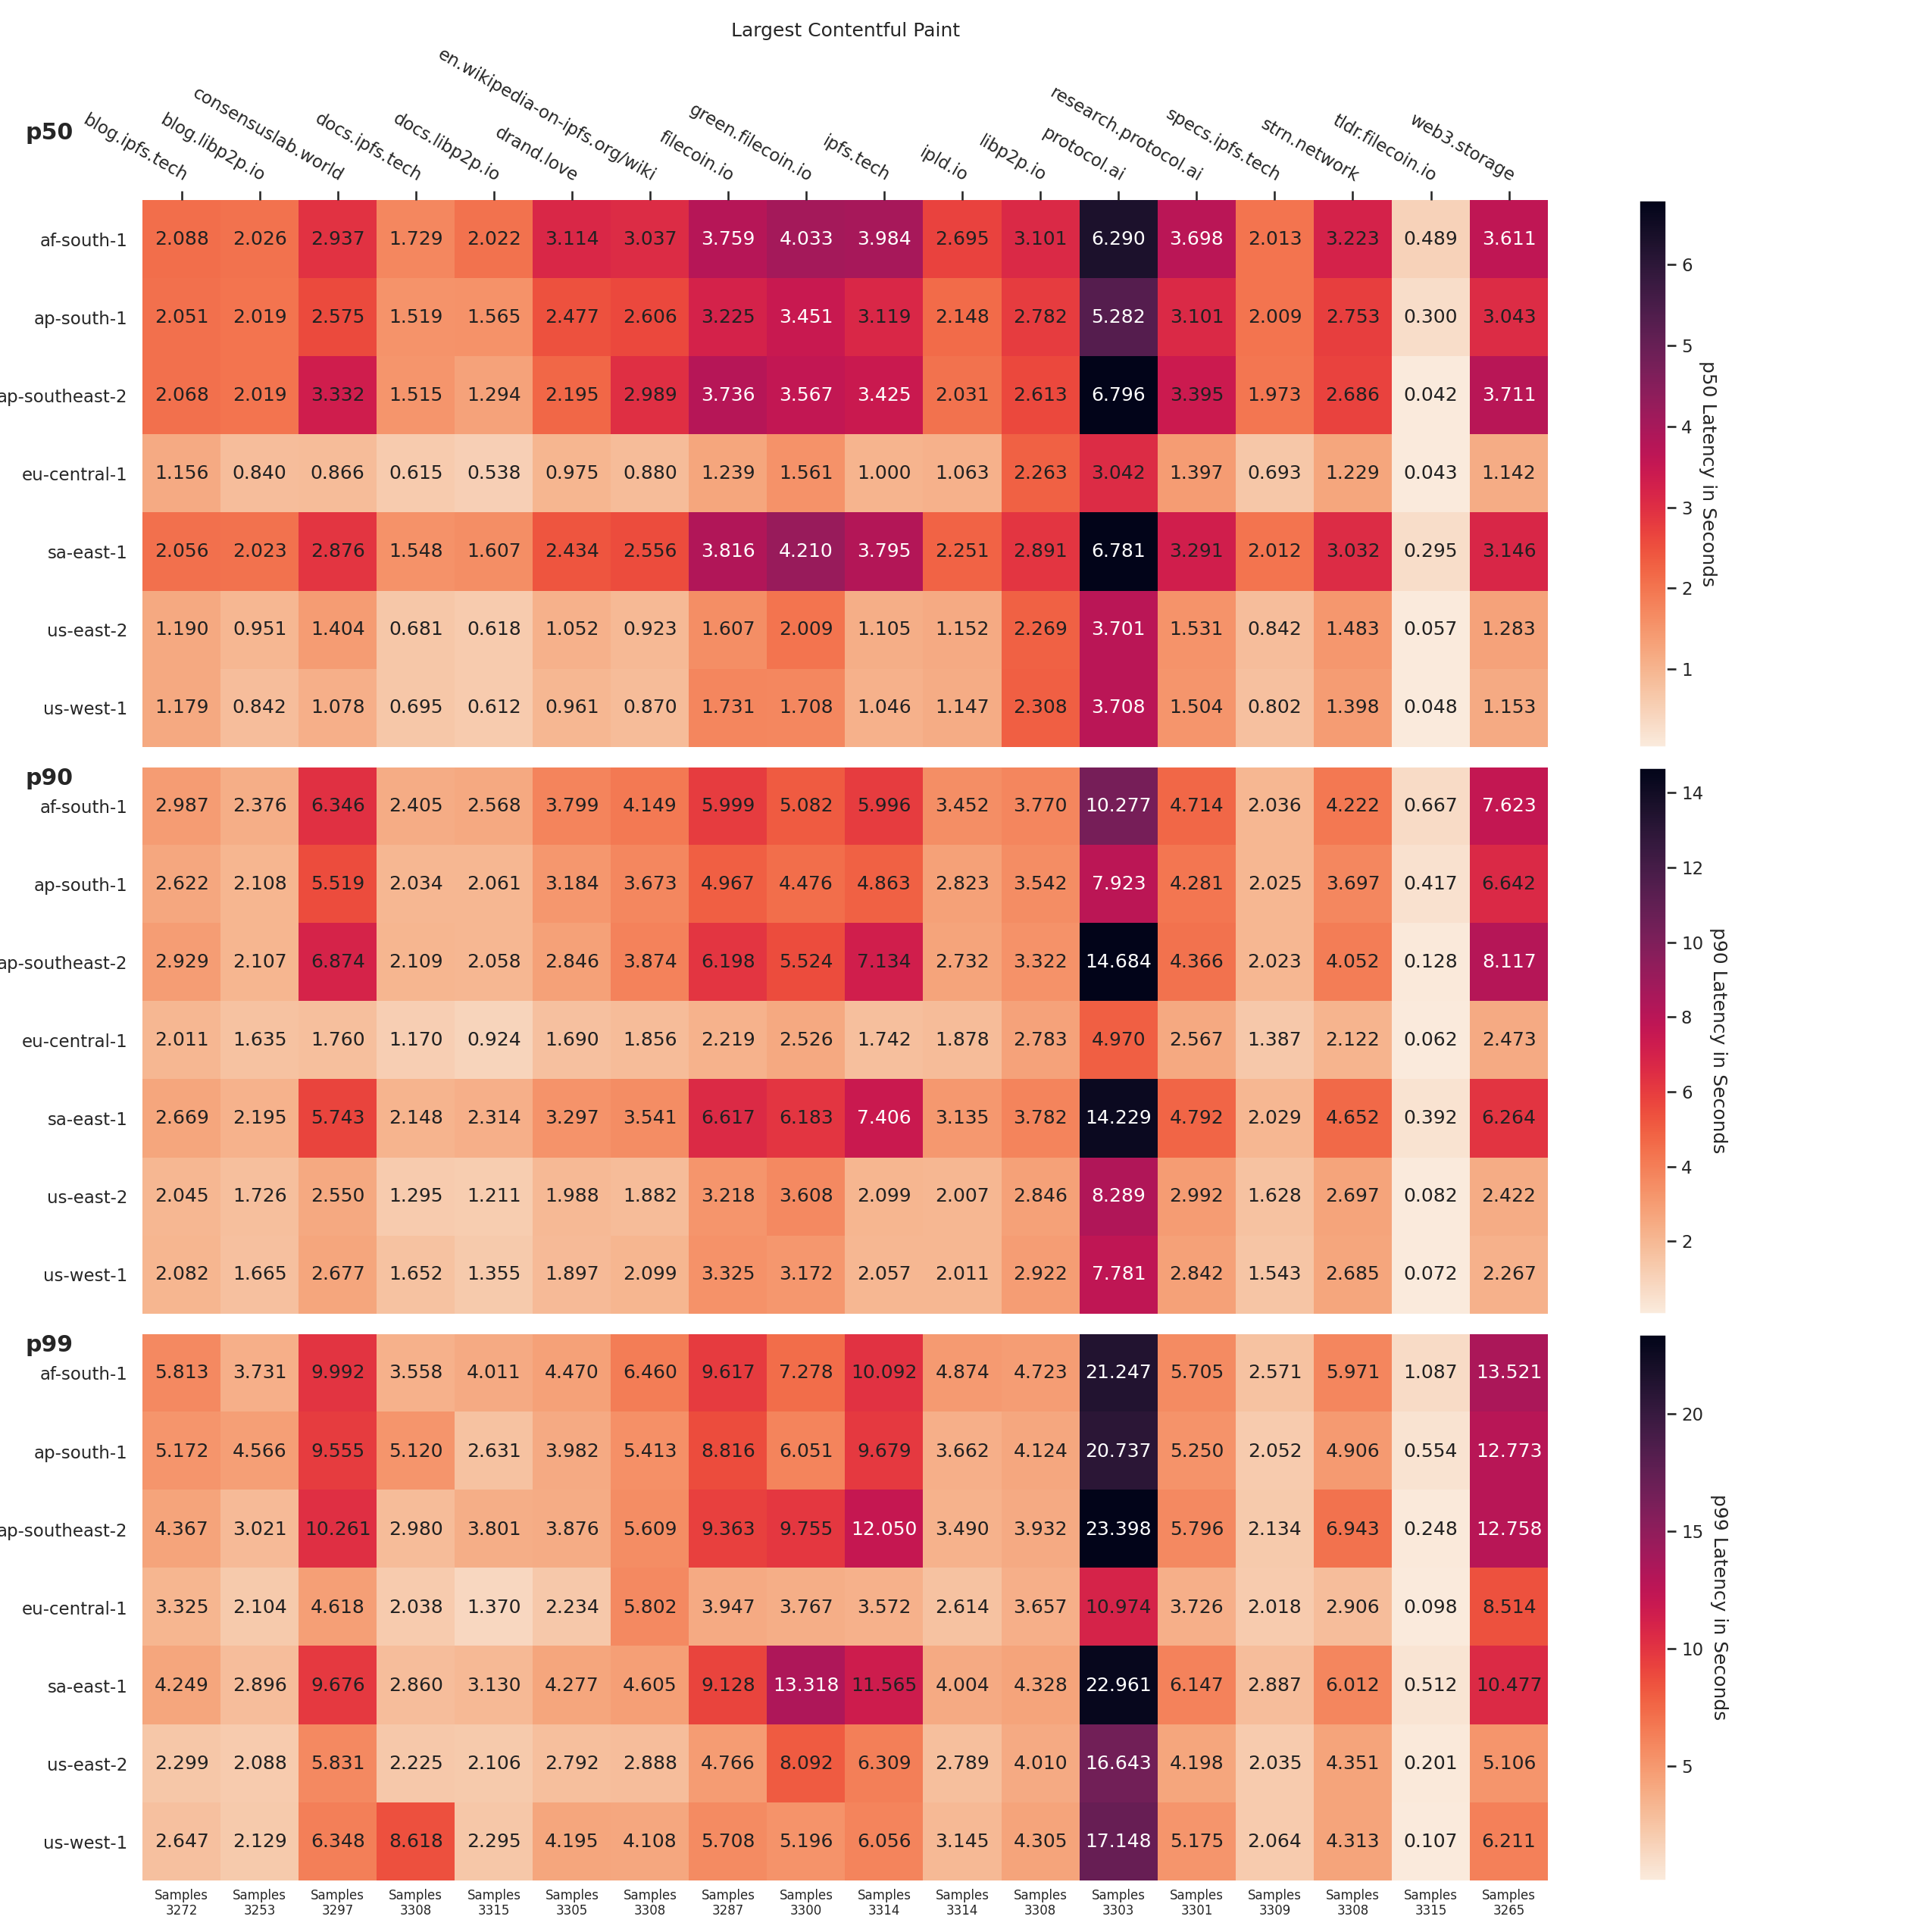 Largest Contentful Paint
p50
blog.ipfs.tech
blog.libp2p.io
consensuslab.world
docs.ipfs.tech
docs.libp2p.io
drand.love
en.wikipedia-on-ipfs.org/wiki
filecoin.io
green.filecoin.io
ipfs.tech
ipld.io
libp2p.io
protocol.ai
research.protocol.ai
specs.ipfs.tech
strn.network
tldr.filecoin.io
web3.storage
af-south-1 2.088 2.026 2.937 1.729 2.022 3.114 3.037 3.759 4.033 3.984 2.695 3.101 6.290 3.698 2.013 3.223 0.489 3.611
ap-south-1 2.051 2.019 2.575 1.519 1.565 2.477 2.606 3.225 3.451 3.119 2.148 2.782 5.282 3.101 2.009 2.753 0.300 3.043
ap-southeast-2 2.068 2.019 3.332 1.515 1.294 2.195 2.989 3.736 3.567 3.425 2.031 2.613 6.796 3.395 1.973 2.686 0.042 3.711
eu-central-1 1.156 0.840 0.866 0.615 0.538 0.975 0.880 1.239 1.561 1.000 1.063 2.263 3.042 1.397 0.693 1.229 0.043 1.142
sa-east-1 2.056 2.023 2.876 1.548 1.607 2.434 2.556 3.816 4.210 3.795 2.251 2.891 6.781 3.291 2.012 3.032 0.295 3.146
us-east-2 1.190 0.951 1.404 0.681 0.618 1.052 0.923 1.607 2.009 1.105 1.152 2.269 3.701 1.531 0.842 1.483 0.057 1.283
us-west-1 1.179 0.842 1.078 0.695 0.612 0.961 0.870 1.731 1.708 1.046 1.147 2.308 3.708 1.504 0.802 1.398 0.048 1.153
6
5
4
3
2
1
p50 Latency in Seconds
p90
af-south-1 2.987 2.376 6.346 2.405 2.568 3.799 4.149 5.999 5.082 5.996 3.452 3.770 10.277 4.714 2.036 4.222 0.667 7.623
ap-south-1 2.622 2.108 5.519 2.034 2.061 3.184 3.673 4.967 4.476 4.863 2.823 3.542 7.923 4.281 2.025 3.697 0.417 6.642
ap-southeast-2 2.929 2.107 6.874 2.109 2.058 2.846 3.874 6.198 5.524 7.134 2.732 3.322 14.684 4.366 2.023 4.052 0.128 8.117
eu-central-1 2.011 1.635 1.760 1.170 0.924 1.690 1.856 2.219 2.526 1.742 1.878 2.783 4.970 2.567 1.387 2.122 0.062 2.473
sa-east-1 2.669 2.195 5.743 2.148 2.314 3.297 3.541 6.617 6.183 7.406 3.135 3.782 14.229 4.792 2.029 4.652 0.392 6.264
us-east-2 2.045 1.726 2.550 1.295 1.211 1.988 1.882 3.218 3.608 2.099 2.007 2.846 8.289 2.992 1.628 2.697 0.082 2.422
us-west-1 2.082 1.665 2.677 1.652 1.355 1.897 2.099 3.325 3.172 2.057 2.011 2.922 7.781 2.842 1.543 2.685 0.072 2.267
14
12
10
8
6
4
2
p90 Latency in Seconds
p99
af-south-1 5.813 3.731 9.992 3.558 4.011 4.470 6.460 9.617 7.278 10.092 4.874 4.723 21.247 5.705 2.571 5.971 1.087 13.521
ap-south-1 5.172 4.566 9.555 5.120 2.631 3.982 5.413 8.816 6.051 9.679 3.662 4.124 20.737 5.250 2.052 4.906 0.554 12.773
ap-southeast-2 4.367 3.021 10.261 2.980 3.801 3.876 5.609 9.363 9.755 12.050 3.490 3.932 23.398 5.796 2.134 6.943 0.248 12.758
eu-central-1 3.325 2.104 4.618 2.038 1.370 2.234 5.802 3.947 3.767 3.572 2.614 3.657 10.974 3.726 2.018 2.906 0.098 8.514
sa-east-1 4.249 2.896 9.676 2.860 3.130 4.277 4.605 9.128 13.318 11.565 4.004 4.328 22.961 6.147 2.887 6.012 0.512 10.477
us-east-2 2.299 2.088 5.831 2.225 2.106 2.792 2.888 4.766 8.092 6.309 2.789 4.010 16.643 4.198 2.035 4.351 0.201 5.106
us-west-1 2.647 2.129 6.348 8.618 2.295 4.195 4.108 5.708 5.196 6.056 3.145 4.305 17.148 5.175 2.064 4.313 0.107 6.211
20
15
10
5
p99 Latency in Seconds
Samples Samples Samples Samples Samples Samples Samples Samples Samples Samples Samples Samples Samples Samples Samples Samples Samples Samples
3272 3253 3297 3308 3315 3305 3308 3287 3300 3314 3314 3308 3303 3301 3309 3308 3315 3265